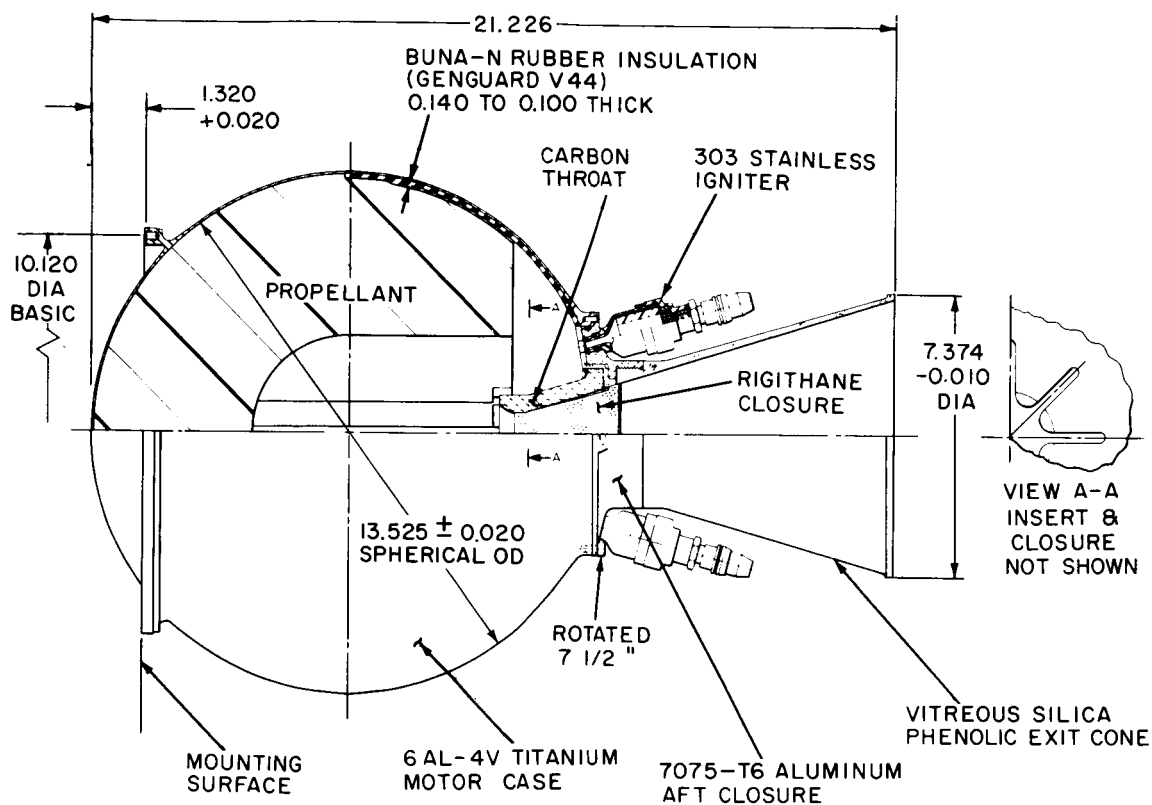 21.226
BUNA-N RUBBER INSULATION
(GENGUARD V44)
0.140 TO 0.100 THICK
1.320
+0.020
CARBON
THROAT
303 STAINLESS
IGNITER
10.120
DIA
BASIC
PROPELLANT
A
7.374
-0.010
DIA
RIGITHANE
CLOSURE
A
VIEW A-A
INSERT &
CLOSURE
NOT SHOWN
13.525 ± 0.020
SPHERICAL OD
ROTATED
7 1/2 "
MOUNTING
SURFACE
6 AL-4V TITANIUM
MOTOR CASE
7075-T6 ALUMINUM
AFT CLOSURE
VITREOUS SILICA
PHENOLIC EXIT CONE